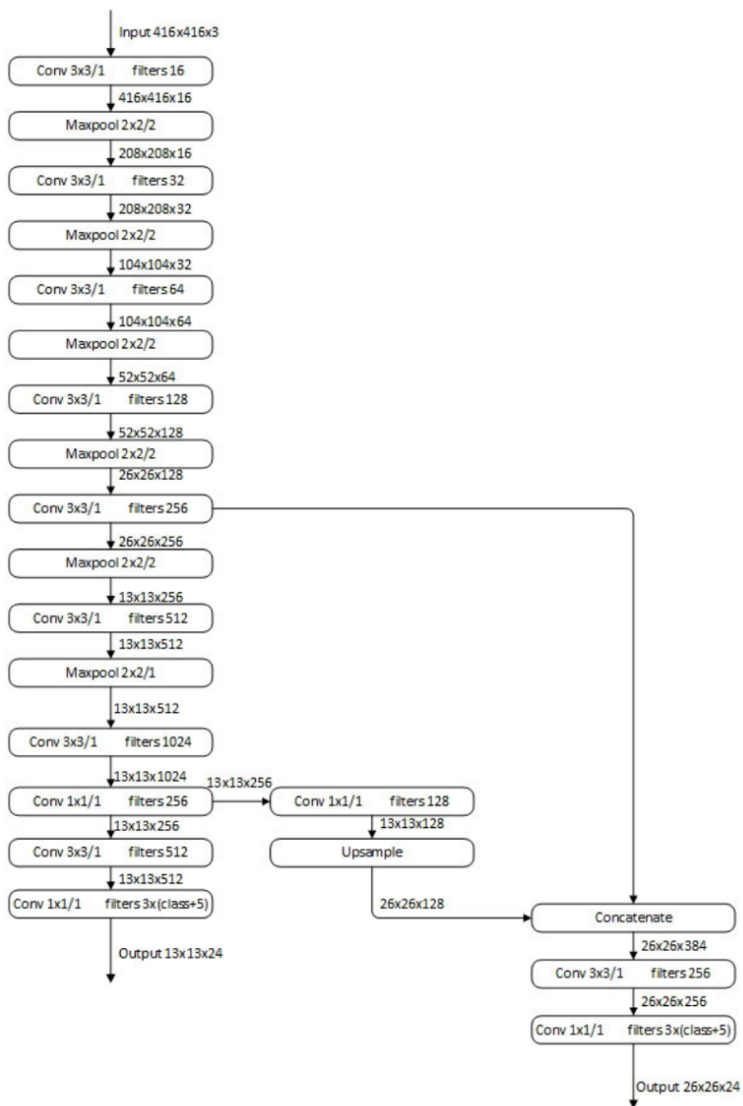 Input 416x416x3
Conv 3x3/1 filters 16
416x416x16
Maxpool 2x2/2
208x208x16
Conv 3x3/1 filters 32
208x208x32
Maxpool 2x2/2
104x104x32
Conv 3x3/1 filters 64
104x104x64
Maxpool 2x2/2
52x52x64
Conv 3x3/1 filters 128
52x52x128
Maxpool 2x2/2
26x26x128
Conv 3x3/1 filters 256
26x26x256
Maxpool 2x2/2
13x13x256
Conv 3x3/1 filters 512
13x13x512
Maxpool 2x2/1
13x13x512
Conv 3x3/1 filters 1024
13x13x1024
Conv 1x1/1 filters 256
13x13x256
Conv 3x3/1 filters 512
13x13x512
Conv 1x1/1 filters 3x(class+5)
Output 13x13x24
13x13x256
Conv 1x1/1 filters 128
13x13x128
Upsample
26x26x128
Concatenate
26x26x384
Conv 3x3/1 filters 256
26x26x256
Conv 1x1/1 filters 3x(class+5)
Output 26x26x24